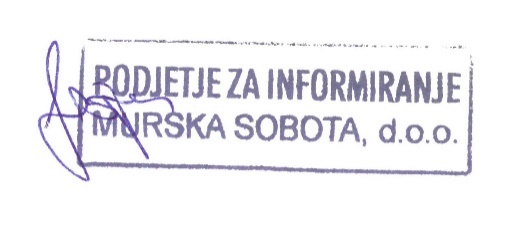 PODJETJE ZA INFORMIRANJE
MURSKA SOBOTA, d.o.o.